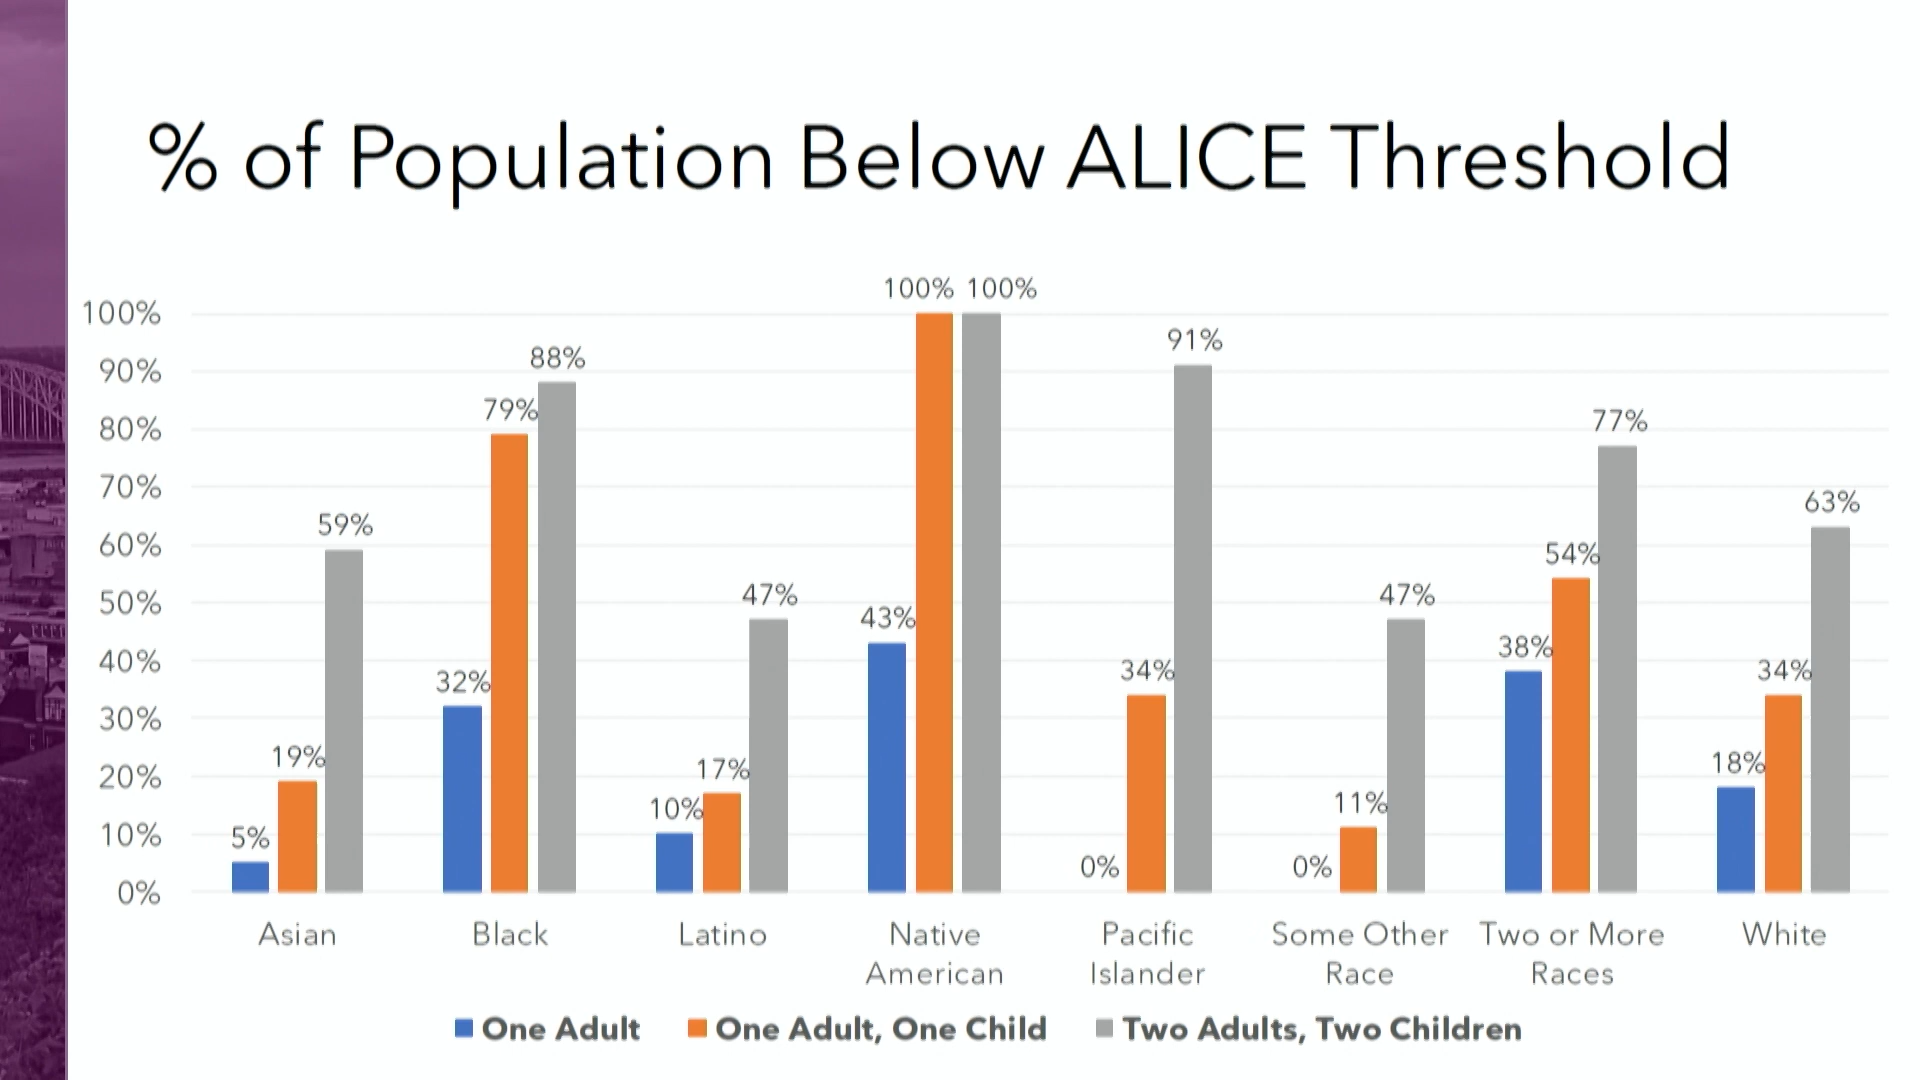 % of Population Below ALICE Threshold
100% 100%
100%
91%
90%
88%
79%
80%
77%
70%
63%
59%
60%
54%
50%
47%
47%
43%
40%
38%
34%
34%
32%
30%
19%
20%
17%
18%
10%
11%
5%
10%
0%
0%
0%
Asian
Black
Latino
Native
American
Pacific
Islander
Some Other
Race
Two or More
Races
White
One Adult
One Adult, One Child
Two Adults, Two Children